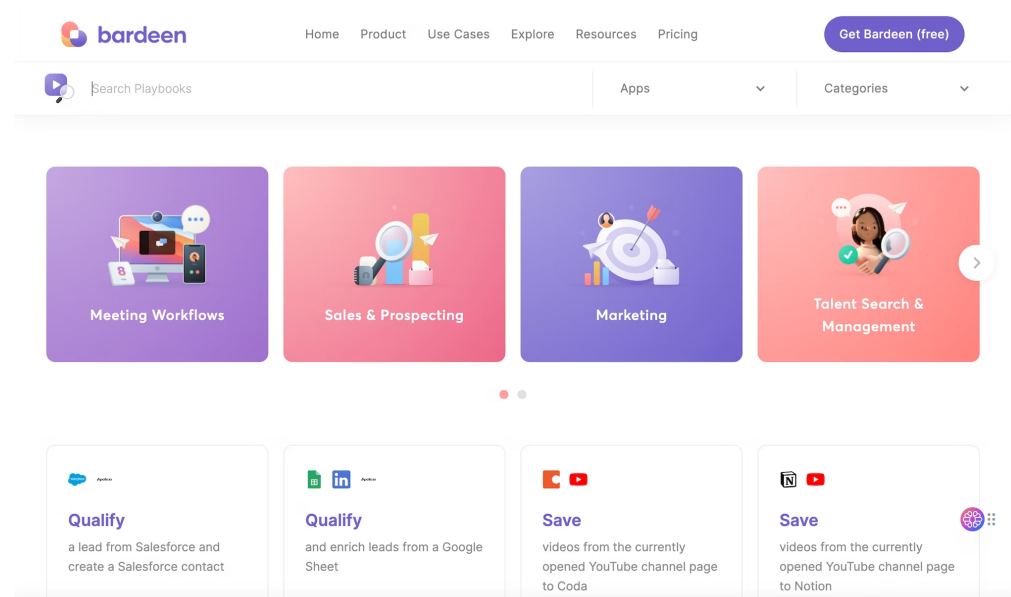 bardeen
Home Product Use Cases Explore Resources Pricing
Get Bardeen (free)
Search Playbooks
Apps
Categories
Meeting Workflows
Sales & Prospecting
Marketing
Talent Search &
Management
Qualify
a lead from Salesforce and
create a Salesforce contact
Qualify
and enrich leads from a Google
Sheet
Save
videos from the currently
opened YouTube channel page
to Coda
Save
videos from the currently
opened YouTube channel page
to Notion